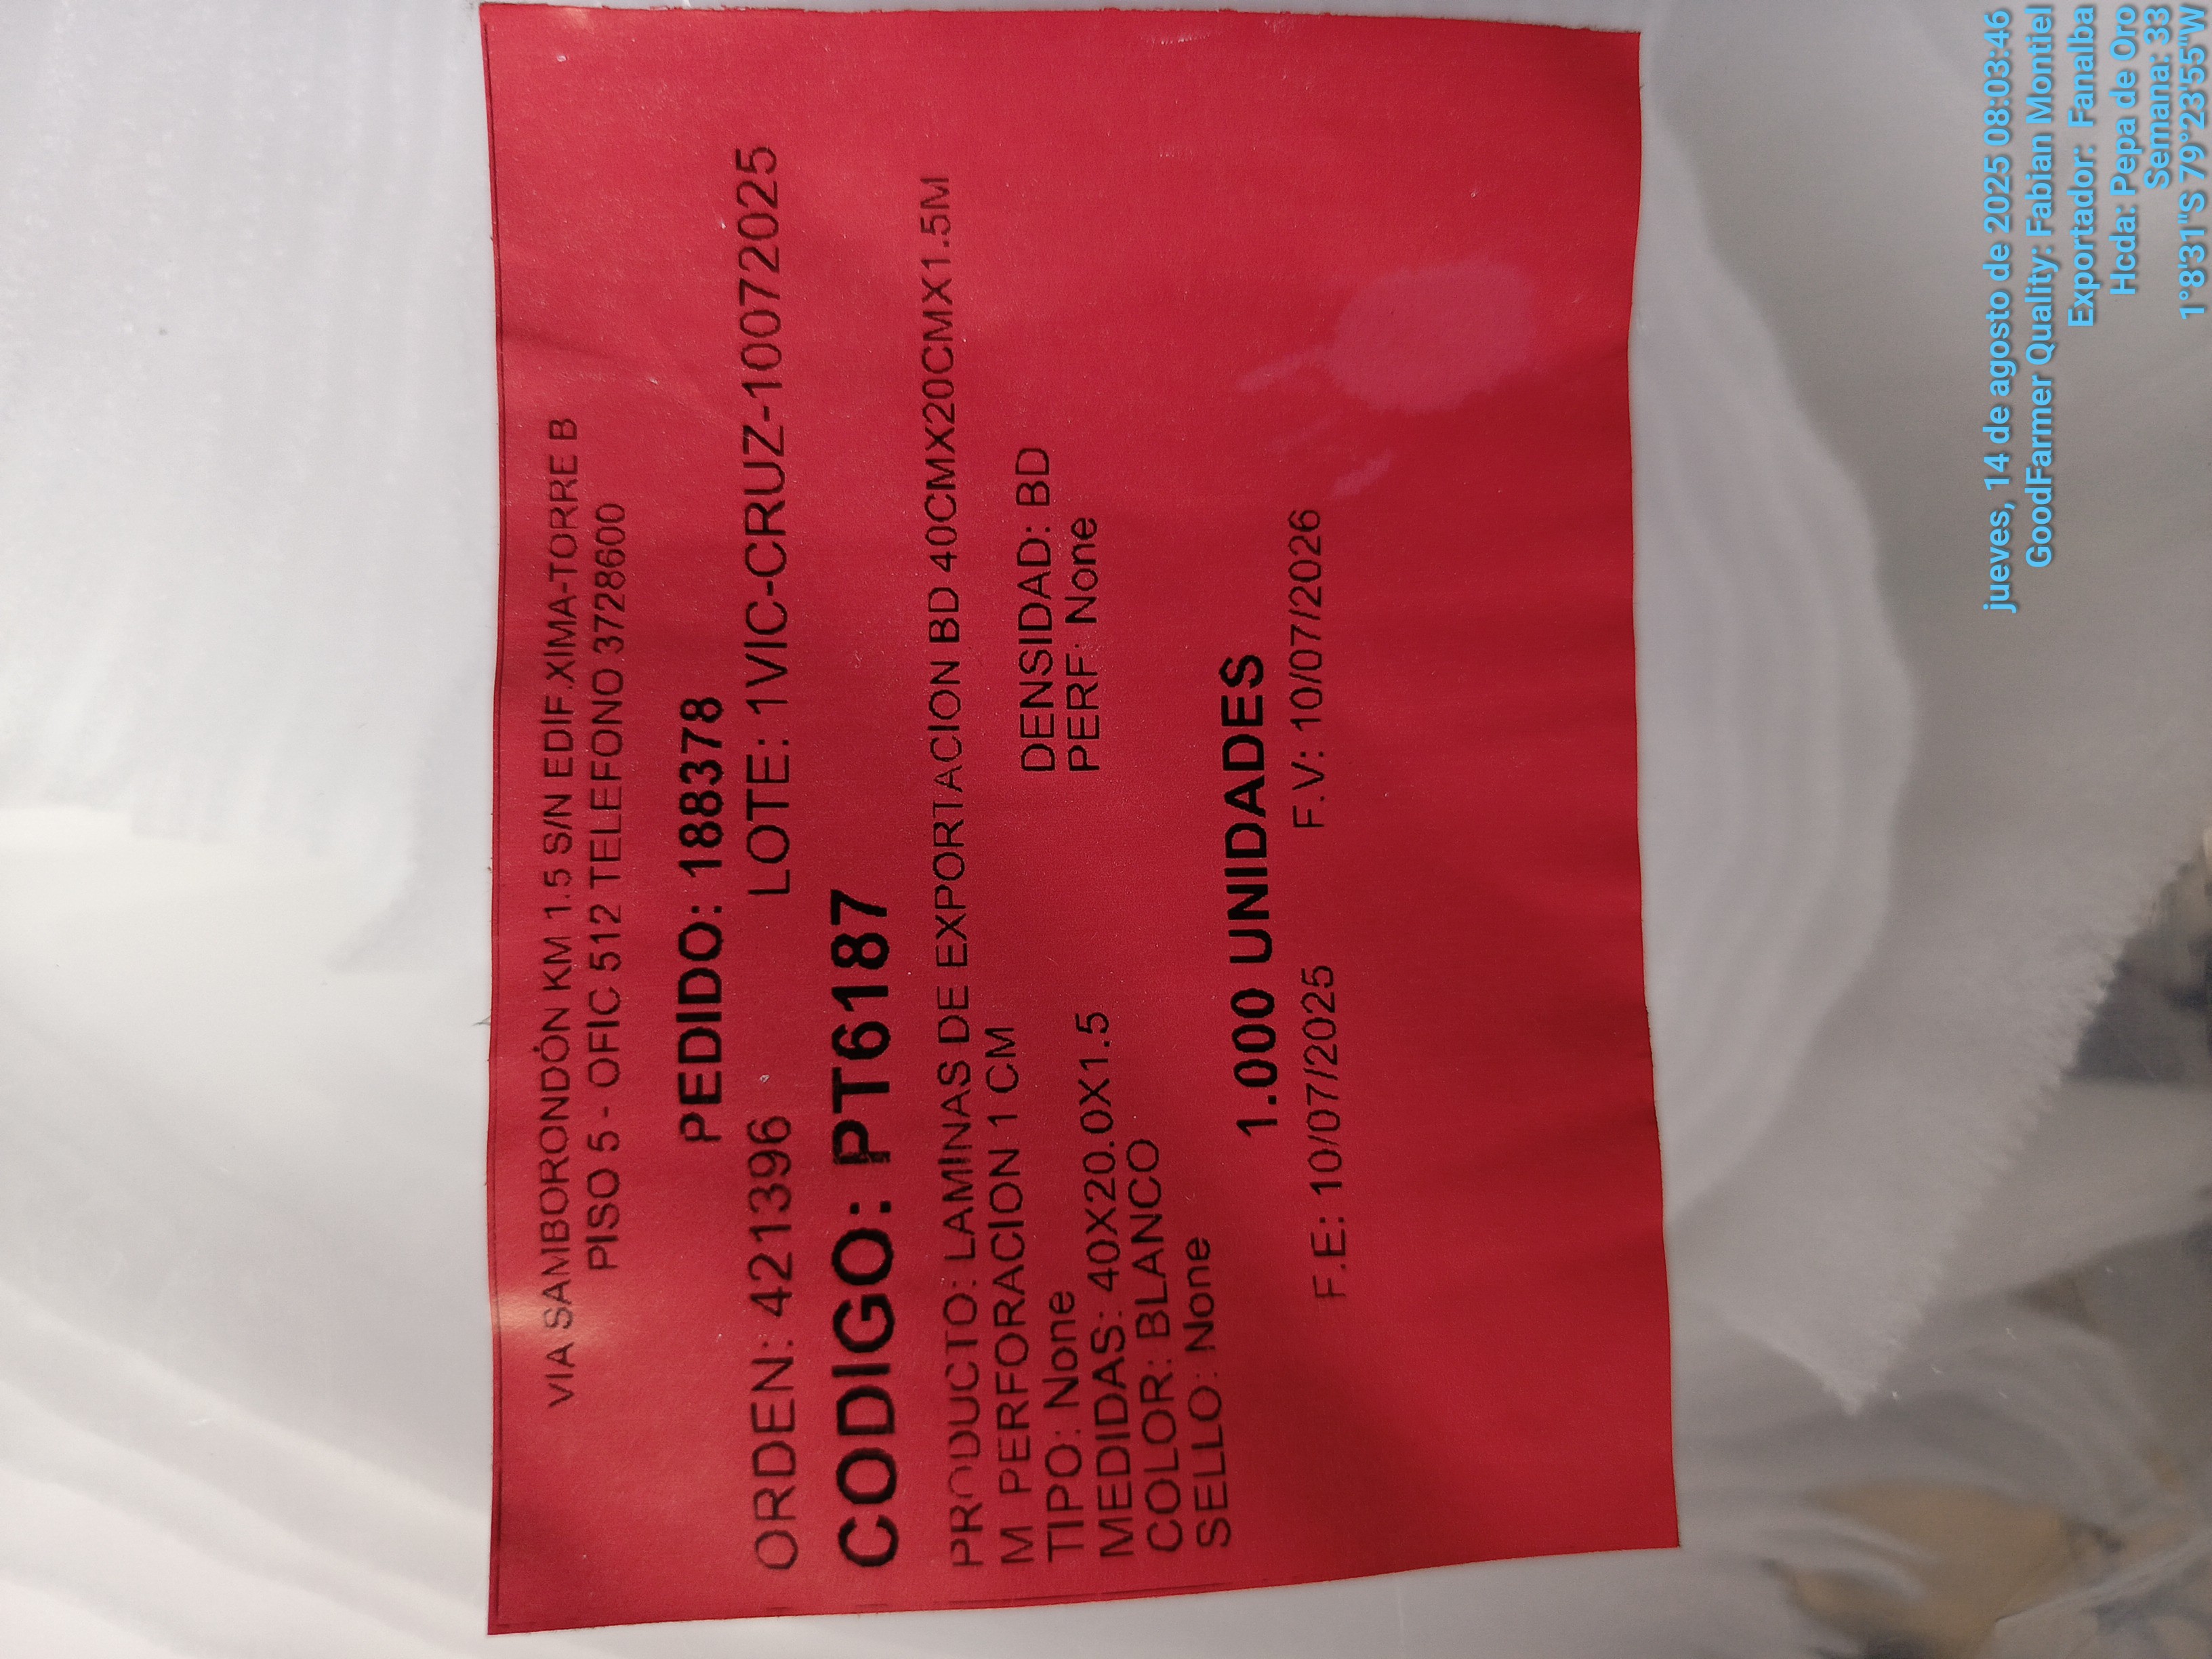 VIA SAMBORONDÓN KM 1.5 S/N EDIF.XIMA-TORRE B
PISO 5 - OFIC 512 TELEFONO 3728600
PEDIDO: 188378
ORDEN: 421396 LOTE: 1VIC-CRUZ-10072025
CODIGO: PT6187
PRODUCTO: LAMINAS DE EXPORTACION BD 40CMX20CMX1.5M
M PERFORACION 1 CM
DENSIDAD: BD
TIPO: None
PERF: None
MEDIDAS: 40X20.0X1.5
COLOR: BLANCO
SELLO: None
1.000 UNIDADES
F.E: 10/07/2025 F.V: 10/07/2026
jueves, 14 de agosto de 2025 08:03:46
GoodFarmer Quality: Fabian Montiel
Exportador: Fanalba
Hcda: Pepa de Oro
Semana: 33
1°8'31"S 79°23'55"W